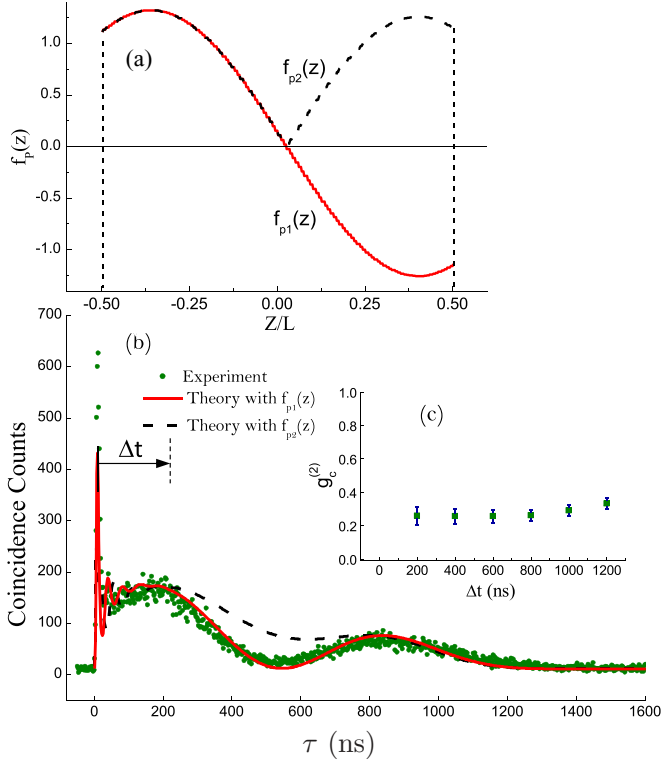 (a)
f_p(z)
1.0
0.5
0.0
-0.5
-1.0
f_p2(z)
f_p1(z)
-0.50 -0.25 0.00 0.25 0.50
Z/L
(b)
Coincidence Counts
700
600
500
400
300
200
100
0
Experiment
Theory with f_p1(z)
Theory with f_p2(z)
Δt
(c)
g_c^(2)
1.0
0.8
0.6
0.4
0.2
0.0
0 200 400 600 800 1000 1200
Δt (ns)
0 200 400 600 800 1000 1200 1400 1600
τ (ns)